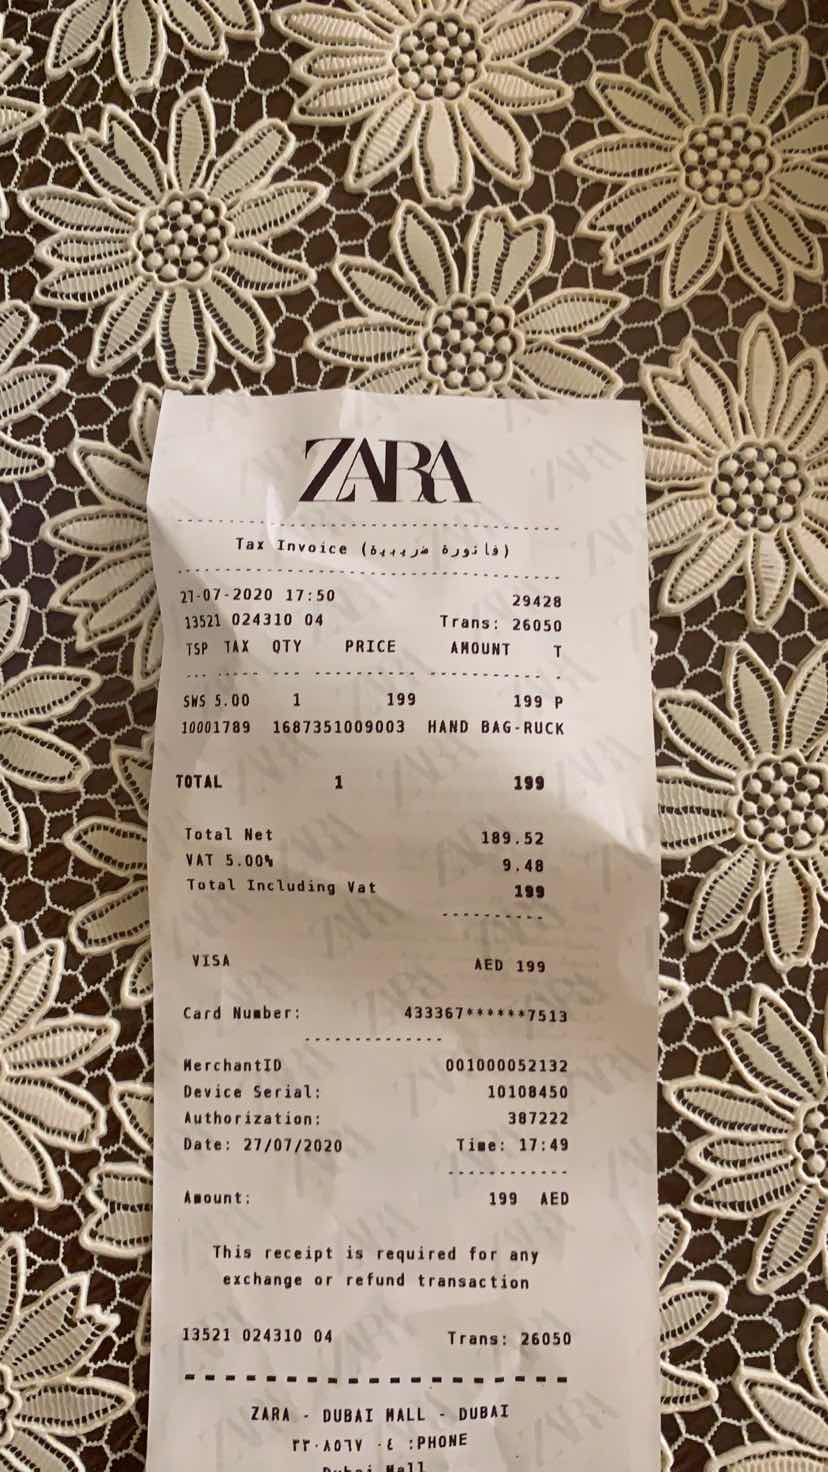 ZARA
Tax Invoice (فاتورة ضريبية)
27-07-2020 17:50 29428
13521 024310 04 Trans: 26050
TSP TAX QTY PRICE AMOUNT T
SWS 5.00 1 199 199 P
10001789 1687351009003 HAND BAG-RUCK
TOTAL 1 199
Total Net 189.52
VAT 5.00% 9.48
Total Including Vat 199
VISA AED 199
Card Number: 433367******7513
MerchantID 001000052132
Device Serial: 10108450
Authorization: 387222
Date: 27/07/2020 Time: 17:49
Amount: 199 AED
This receipt is required for any
exchange or refund transaction
13521 024310 04 Trans: 26050
ZARA - DUBAI MALL - DUBAI
٣٣٠٨٥٦٧ ٠٤ :PHONE
Dubai Mall